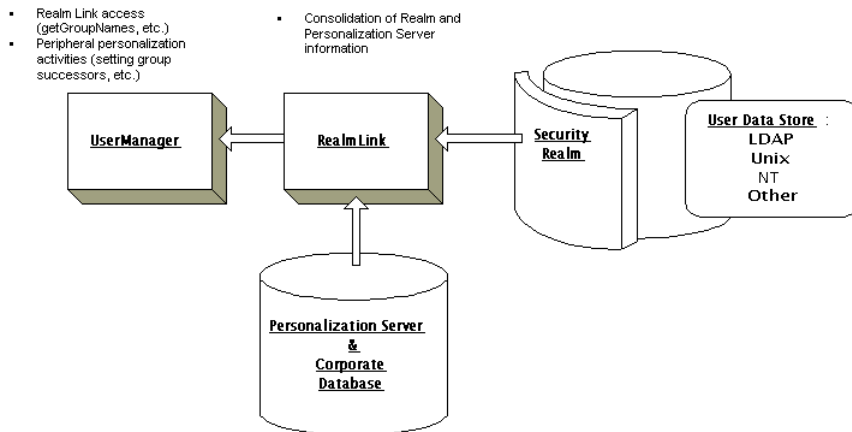 ▪ Realm Link access
(getGroupNames, etc.)
▪ Peripheral personalization
activities (setting group
successors, etc.)
▪ Consolidation of Realm and
Personalization Server
information
UserManager
RealmLink
Security
Realm
User Data Store :
LDAP
Unix
NT
Other
Personalization Server
&
Corporate
Database